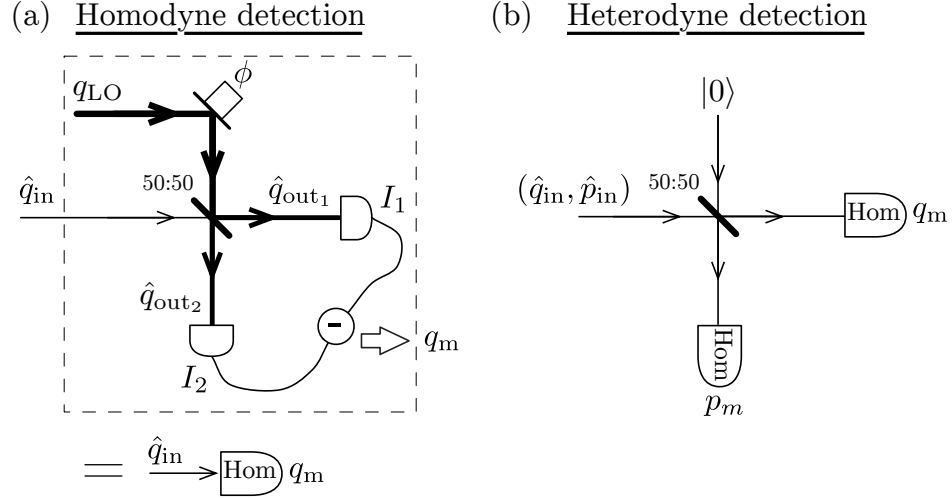 (a) Homodyne detection
ϕ
q_LO
50:50
q̂_in
q̂_out₁
I₁
q̂_out₂
-
q_m
I₂
q̂_in
= Hom q_m
(b) Heterodyne detection
|0⟩
(q̂_in, p̂_in)
50:50
Hom q_m
Hom
p_m